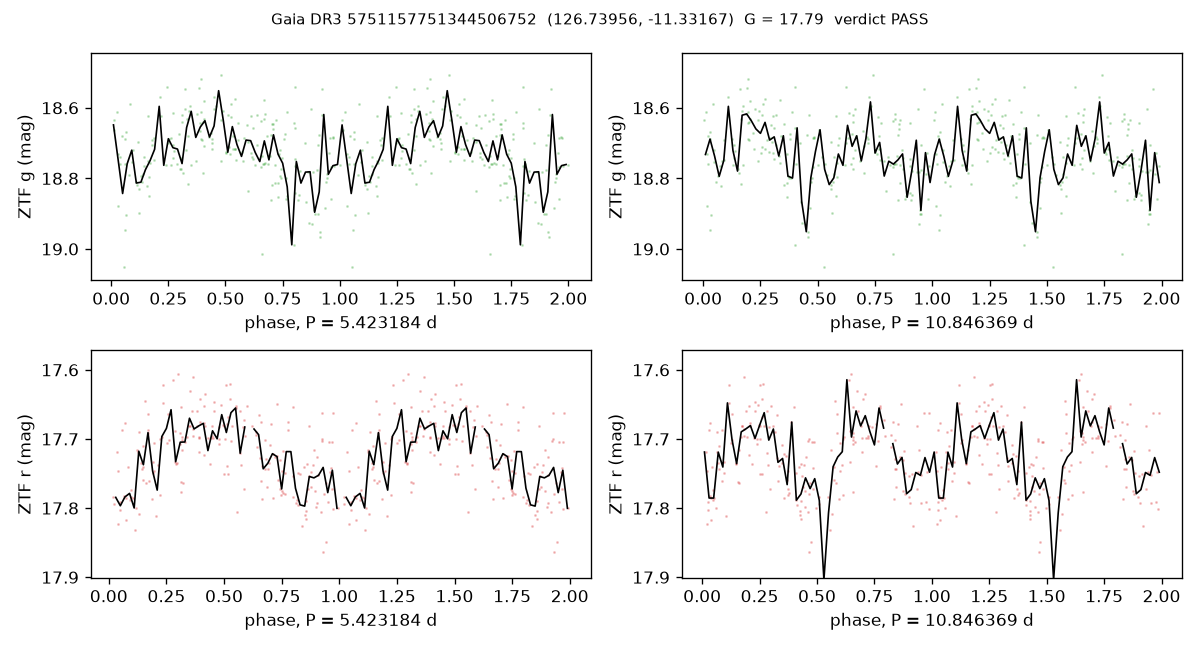 Gaia DR3 5751157751344506752 (126.73956, -11.33167) G = 17.79 verdict PASS
ZTF g (mag)
18.6
18.8
19.0
0.00 0.25 0.50 0.75 1.00 1.25 1.50 1.75 2.00
phase, P = 5.423184 d
ZTF g (mag)
18.6
18.8
19.0
0.00 0.25 0.50 0.75 1.00 1.25 1.50 1.75 2.00
phase, P = 10.846369 d
ZTF r (mag)
17.6
17.7
17.8
17.9
0.00 0.25 0.50 0.75 1.00 1.25 1.50 1.75 2.00
phase, P = 5.423184 d
ZTF r (mag)
17.6
17.7
17.8
17.9
0.00 0.25 0.50 0.75 1.00 1.25 1.50 1.75 2.00
phase, P = 10.846369 d